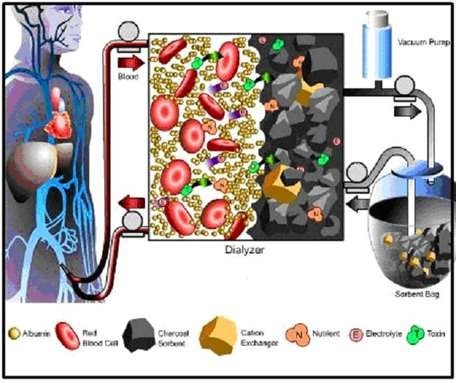 Vacuum Pump
Blood
Dialyzer
Sorbent Bag
Albumin
Red
Blood Cell
Charcoal
Sorbent
Cation
Exchanger
N
Nutrient
E
Electrolyte
T
Toxin